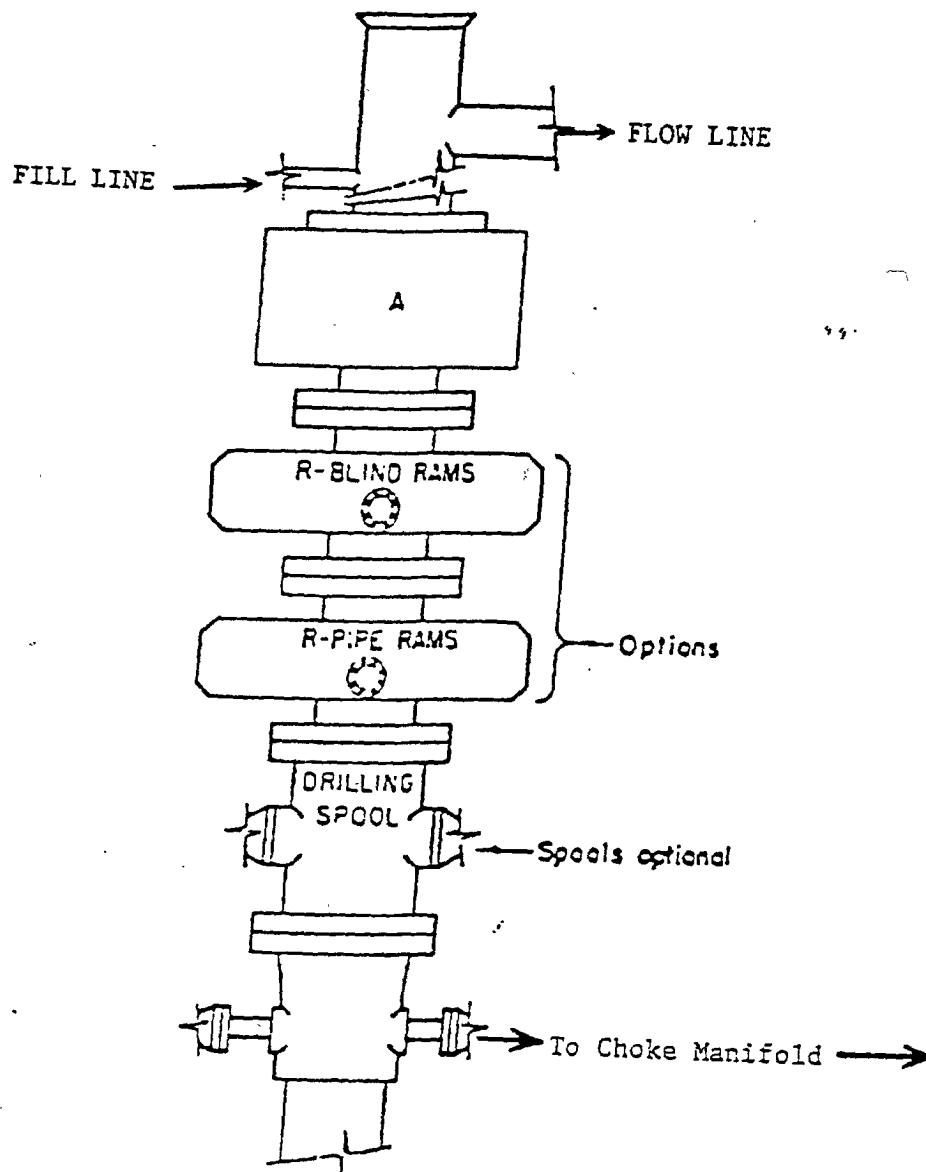 FLOW LINE
FILL LINE
A
R-BLIND RAMS
R-PIPE RAMS
Options
DRILLING
SPOOL
Spools optional
To Choke Manifold